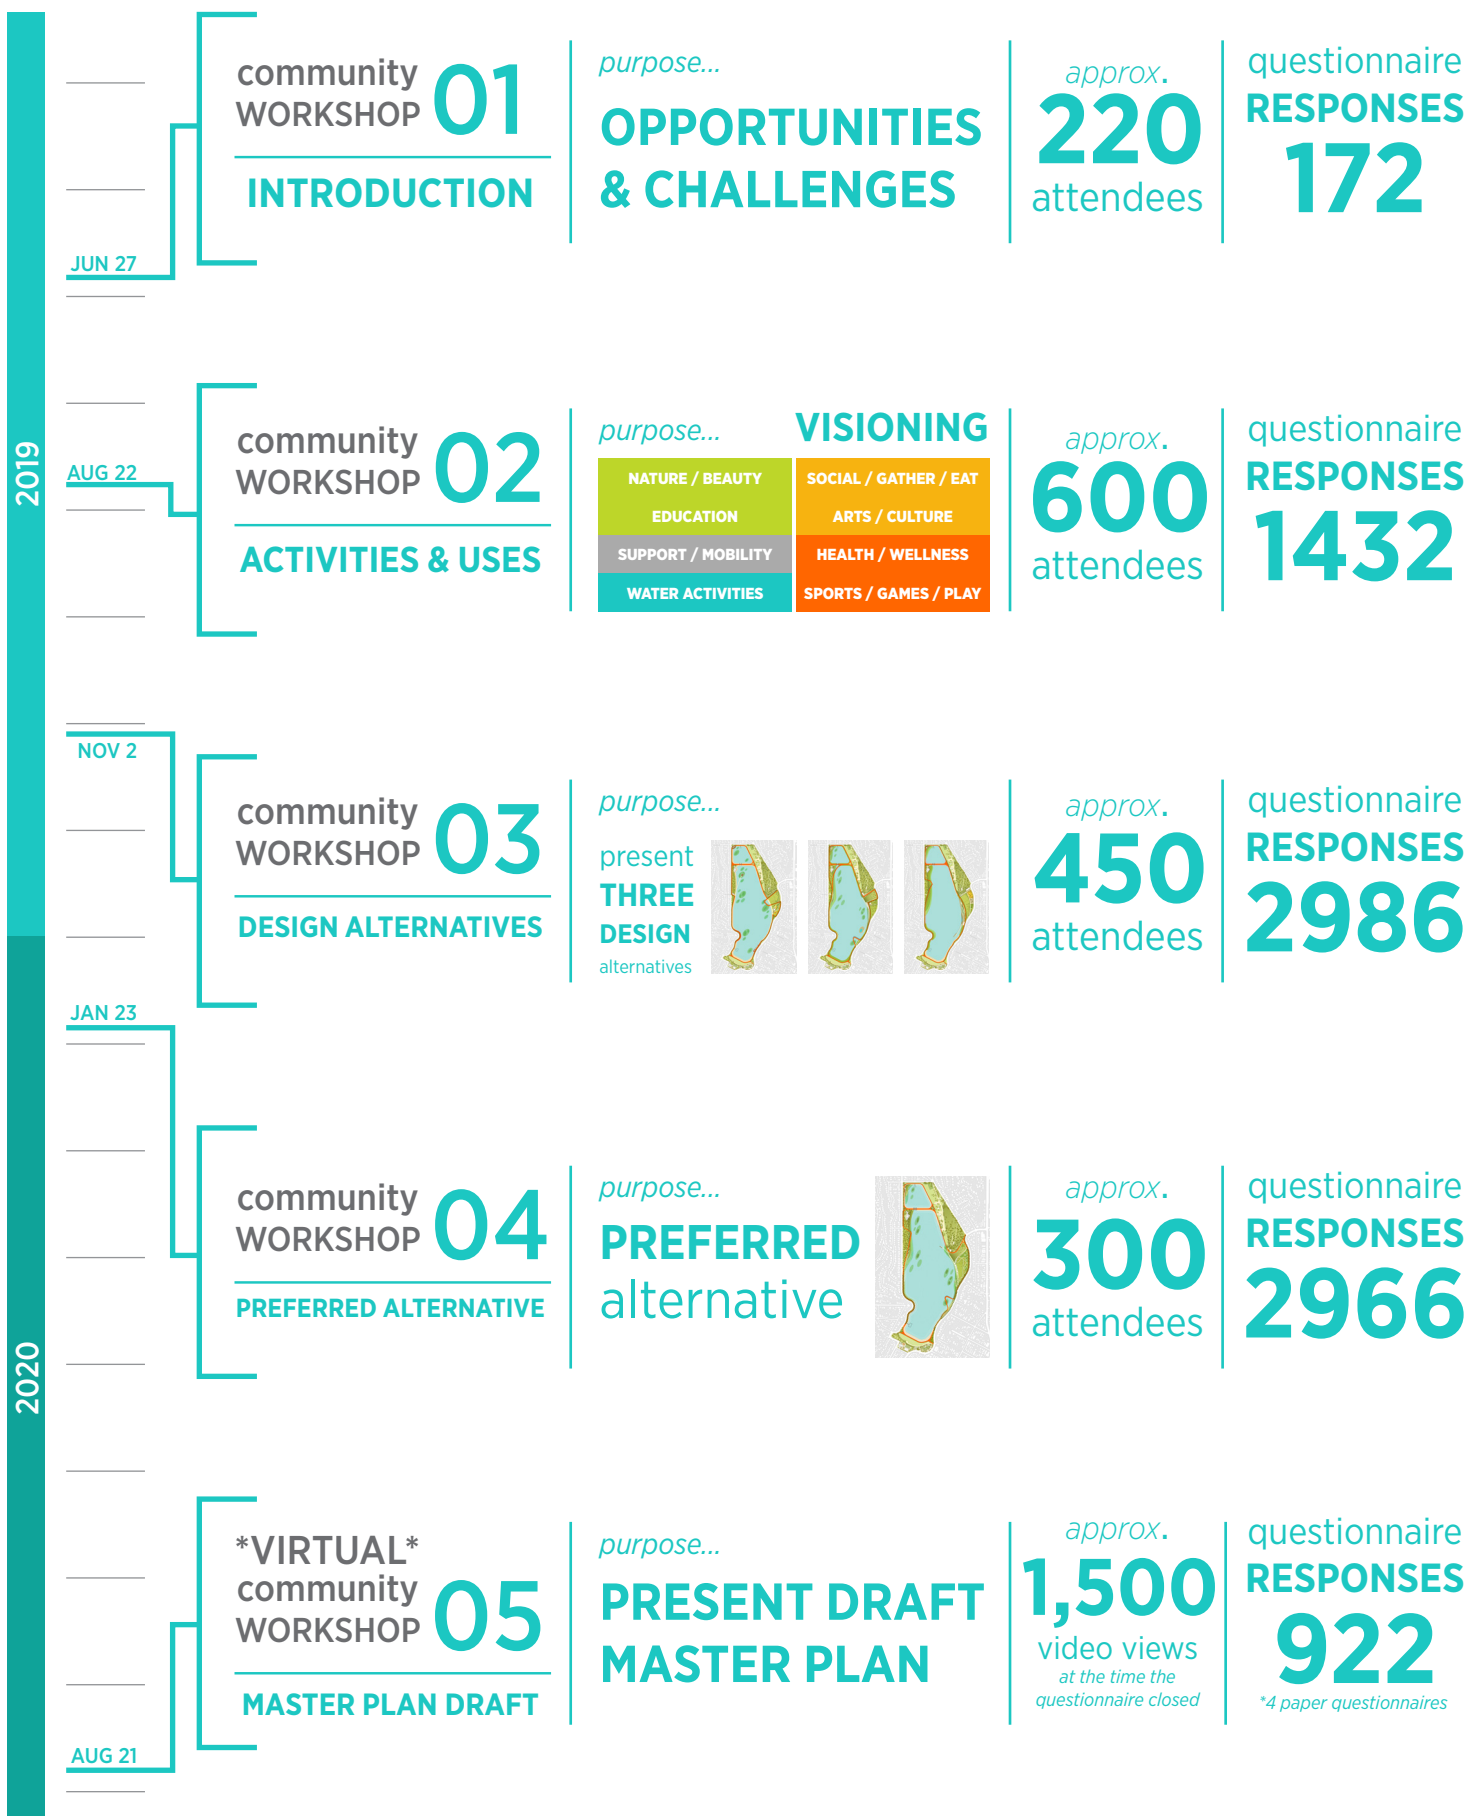 2019
2020
JUN 27
community
WORKSHOP 01
INTRODUCTION
purpose...
OPPORTUNITIES
& CHALLENGES
approx.
220
attendees
questionnaire
RESPONSES
172
AUG 22
community
WORKSHOP 02
ACTIVITIES & USES
purpose... VISIONING
NATURE / BEAUTY
EDUCATION
SUPPORT / MOBILITY
WATER ACTIVITIES
SOCIAL / GATHER / EAT
ARTS / CULTURE
HEALTH / WELLNESS
SPORTS / GAMES / PLAY
approx.
600
attendees
questionnaire
RESPONSES
1432
NOV 2
community
WORKSHOP 03
DESIGN ALTERNATIVES
purpose...
present
THREE
DESIGN
alternatives
approx.
450
attendees
questionnaire
RESPONSES
2986
JAN 23
community
WORKSHOP 04
PREFERRED ALTERNATIVE
purpose...
PREFERRED
alternative
approx.
300
attendees
questionnaire
RESPONSES
2966
AUG 21
*VIRTUAL*
community
WORKSHOP 05
MASTER PLAN DRAFT
purpose...
PRESENT DRAFT
MASTER PLAN
approx.
1,500
video views
at the time the
questionnaire closed
questionnaire
RESPONSES
922
*4 paper questionnaires